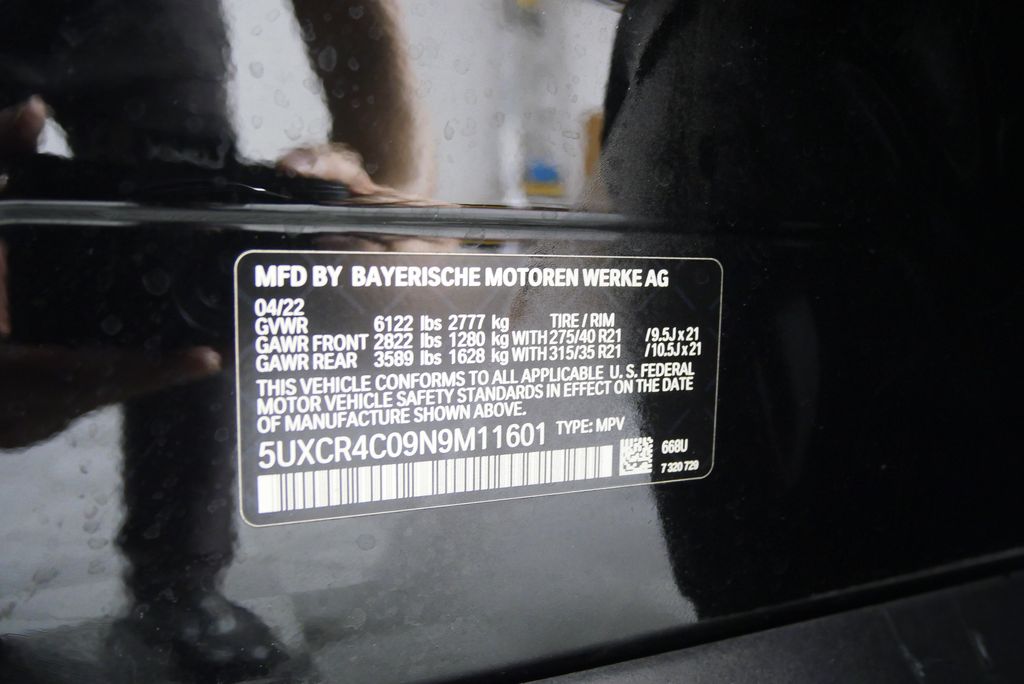 MFD BY BAYERISCHE MOTOREN WERKE AG
04/22
GVWR 6122 lbs 2777 kg TIRE / RIM
GAWR FRONT 2822 lbs 1280 kg WITH 275/40 R21 /9.5J x 21
GAWR REAR 3589 lbs 1628 kg WITH 315/35 R21 /10.5J x 21
THIS VEHICLE CONFORMS TO ALL APPLICABLE U. S. FEDERAL
MOTOR VEHICLE SAFETY STANDARDS IN EFFECT ON THE DATE
OF MANUFACTURE SHOWN ABOVE.
5UXCR4C09N9M11601 TYPE: MPV
668U
7 320 729